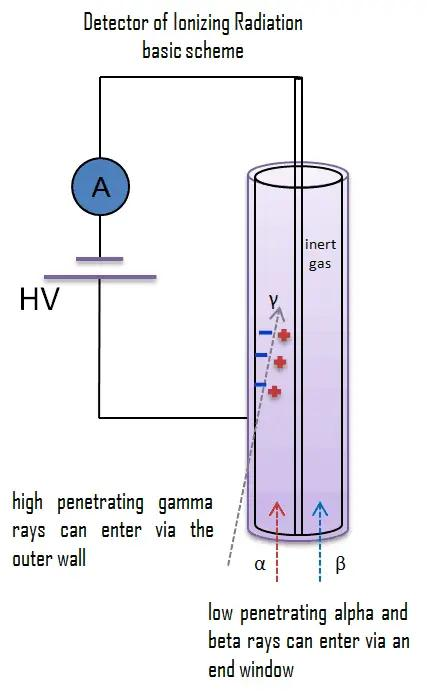 Detector of Ionizing Radiation
basic scheme
A
inert
gas
HV
γ
high penetrating gamma
rays can enter via the
outer wall
α
β
low penetrating alpha and
beta rays can enter via an
end window